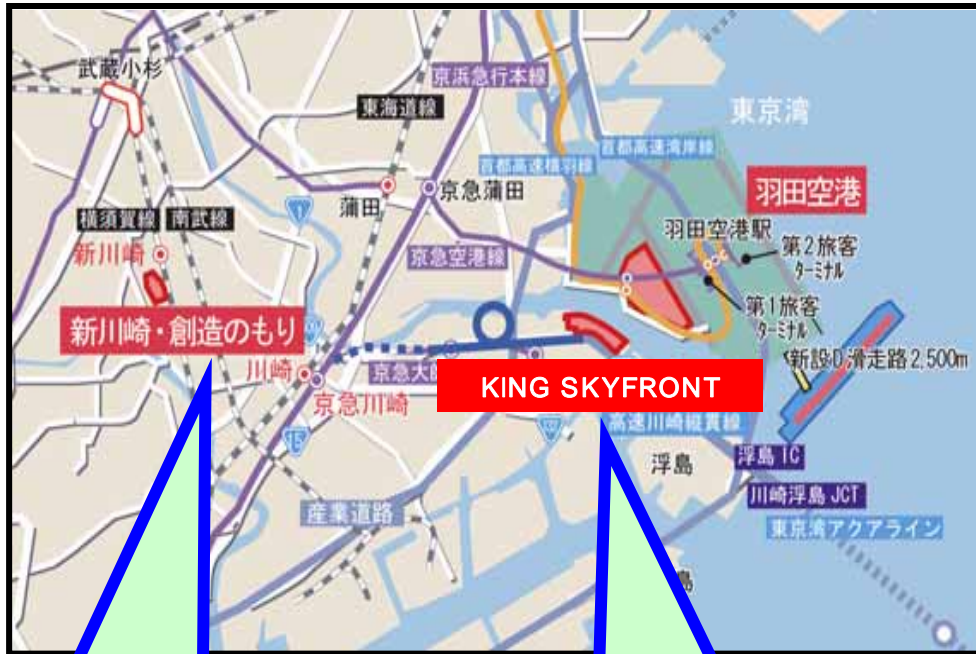 武蔵小杉
京浜急行本線
東海道線
東京湾
首都高速横羽線
首都高速湾岸線
羽田空港
1
蒲田
京急蒲田
横須賀線
南武線
新川崎
京急空港線
羽田空港駅
第2旅客
ターミナル
第1旅客
ターミナル
新川崎・創造のもり
新設D滑走路2,500m
川崎
京急大師
KING SKYFRONT
京急川崎
高速川崎縦貫線
15
132
浮島
浮島IC
川崎浮島JCT
産業道路
東京湾アクアライン
島